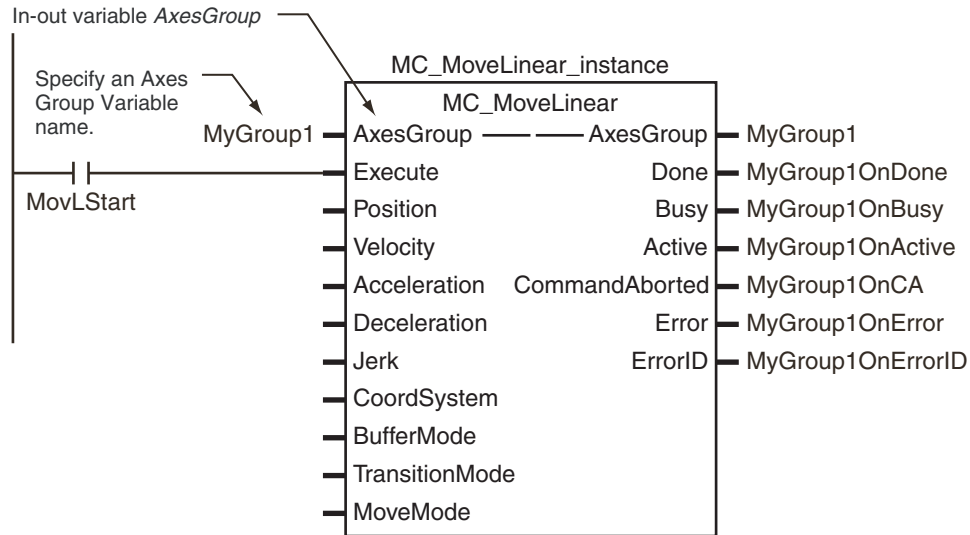 In-out variable AxesGroup
Specify an Axes
Group Variable
name.
MC_MoveLinear_instance
MC_MoveLinear
MyGroup1 AxesGroup AxesGroup MyGroup1
Execute Done MyGroup1OnDone
MovLStart
Position Busy MyGroup1OnBusy
Velocity Active MyGroup1OnActive
Acceleration CommandAborted MyGroup1OnCA
Deceleration Error MyGroup1OnError
Jerk ErrorID MyGroup1OnErrorID
CoordSystem
BufferMode
TransitionMode
MoveMode